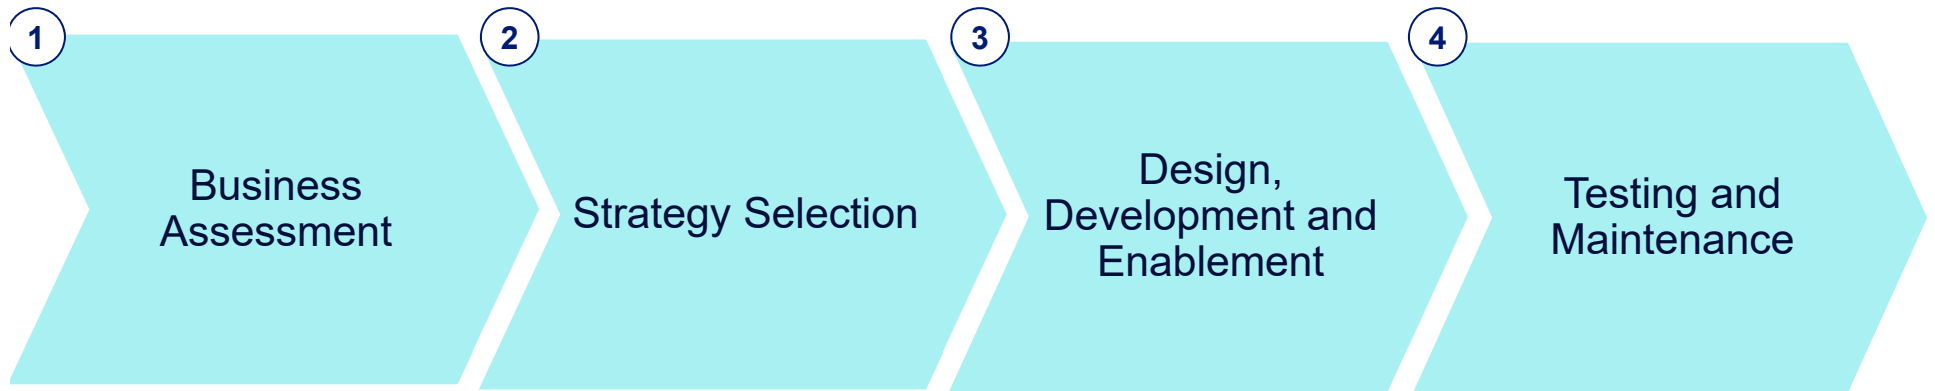 1
Business
Assessment
2
Strategy Selection
3
Design,
Development and
Enablement
4
Testing and
Maintenance